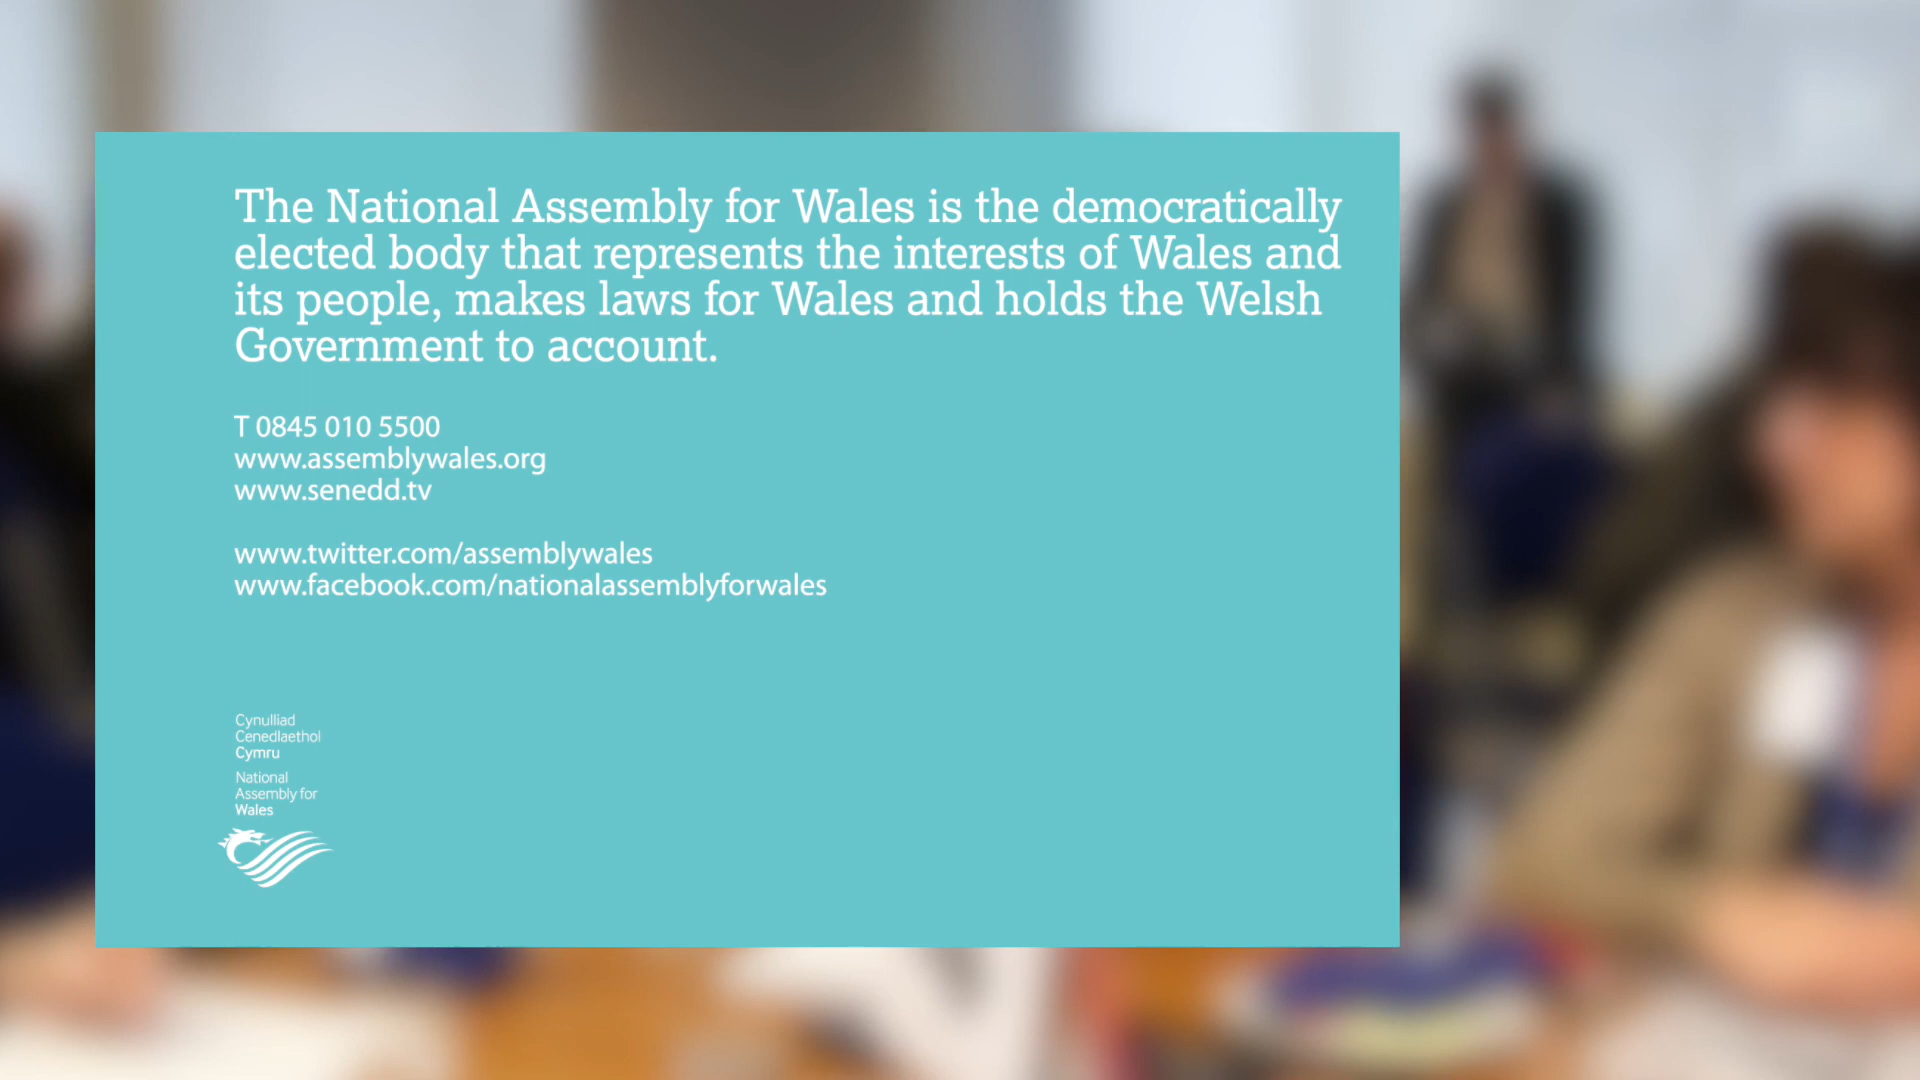 The National Assembly for Wales is the democratically
elected body that represents the interests of Wales and
its people, makes laws for Wales and holds the Welsh
Government to account.
T 0845 010 5500
www.assemblywales.org
www.senedd.tv
www.twitter.com/assemblywales
www.facebook.com/nationalassemblyforwales
Cynulliad
Cenedlaethol
Cymru
National
Assembly for
Wales